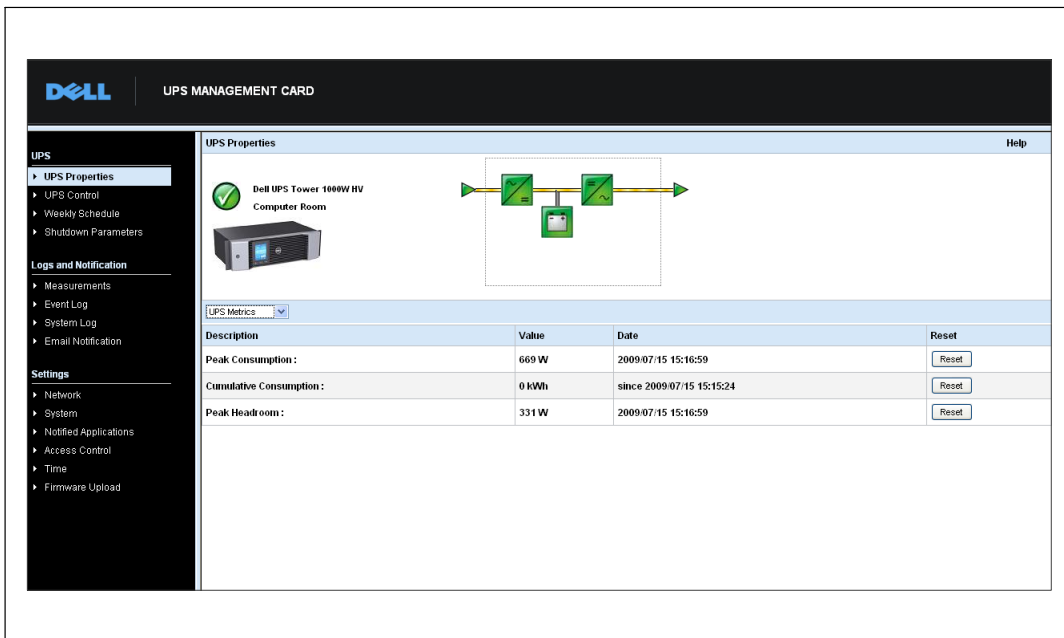 DELL
UPS MANAGEMENT CARD
UPS
UPS Properties
UPS Control
Weekly Schedule
Shutdown Parameters
Logs and Notification
Measurements
Event Log
System Log
Email Notification
Settings
Network
System
Notified Applications
Access Control
Time
Firmware Upload
UPS Properties Help
Dell UPS Tower 1000W HV
Computer Room
UPS Metrics
Description Value Date Reset
Peak Consumption : 669 W 2009/07/15 15:16:59 Reset
Cumulative Consumption : 0 kWh since 2009/07/15 15:15:24 Reset
Peak Headroom : 331 W 2009/07/15 15:16:59 Reset